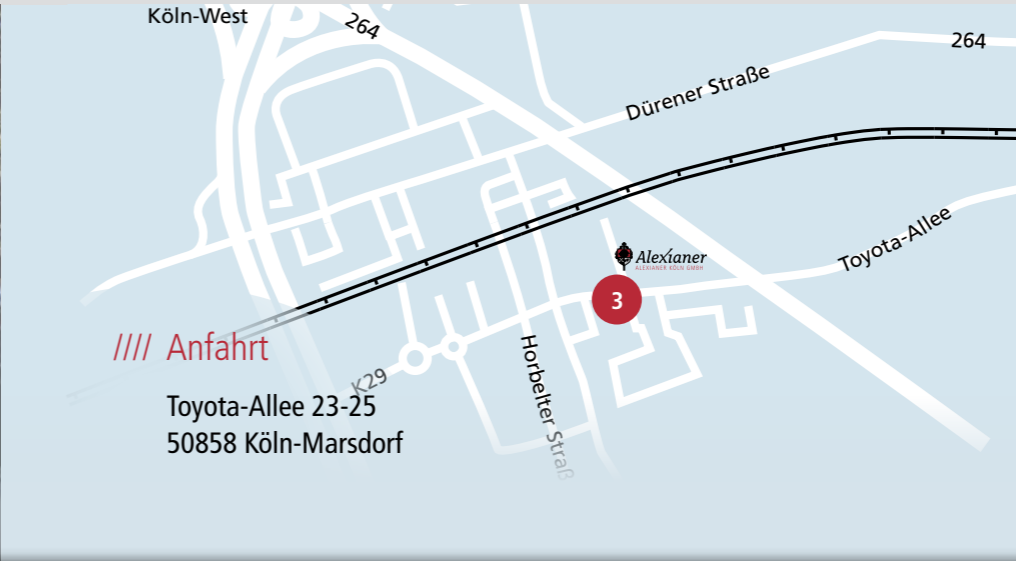 Köln-West
264
264
Dürener Straße
Toyota-Allee
Alexianer
ALEXIANER KÖLN GMBH
3
//// Anfahrt
K29
Horbelter Straß
Toyota-Allee 23-25
50858 Köln-Marsdorf